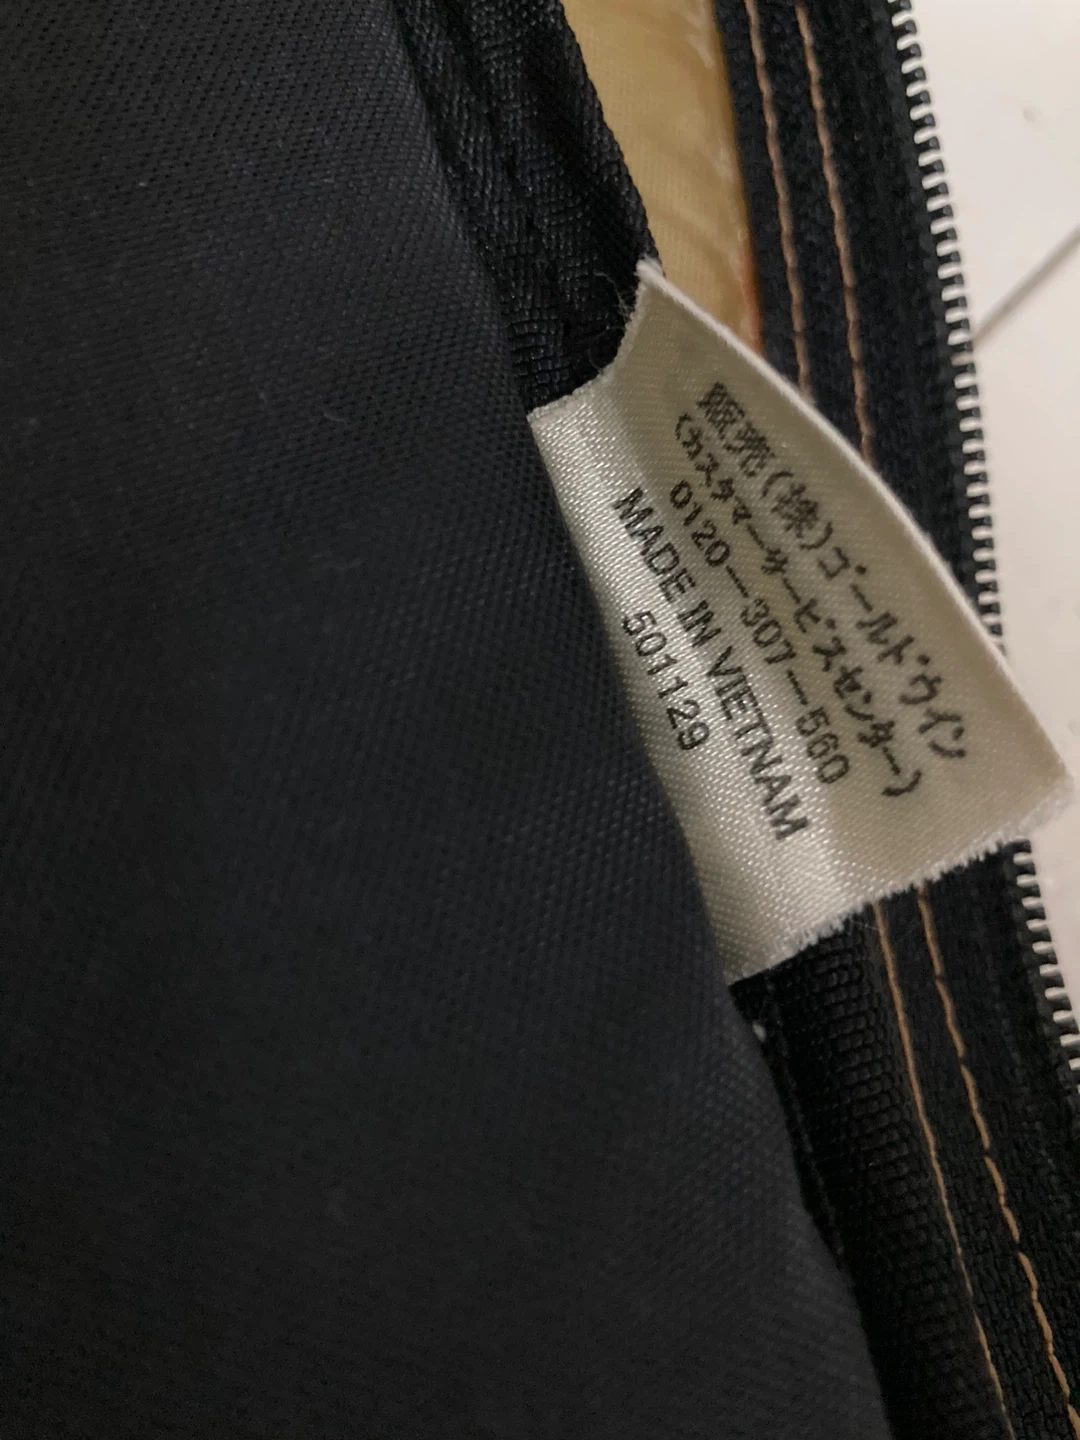 販売(株)ゴールドウイン
(カスタマーサービスセンター)
0120-307-560
MADE IN VIETNAM
501129